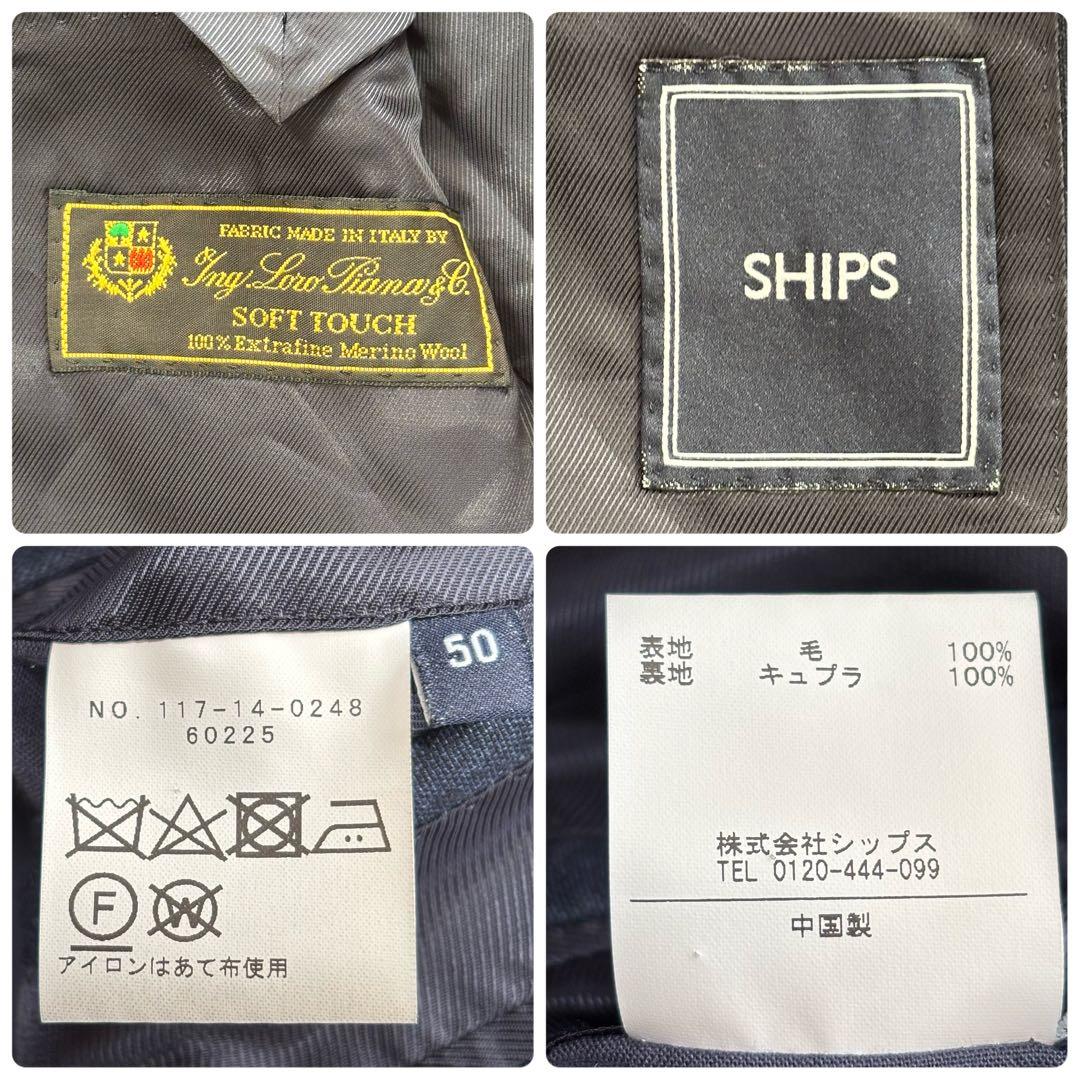 FABRIC MADE IN ITALY BY
Ing. Loro Piana & C.
SOFT TOUCH
100% Extrafine Merino Wool
SHIPS
50
NO. 117-14-0248
60225
F
W
アイロンはあて布使用
表地 毛 100%
裏地 キュプラ 100%
株式会社シップス
TEL 0120-444-099
中国製